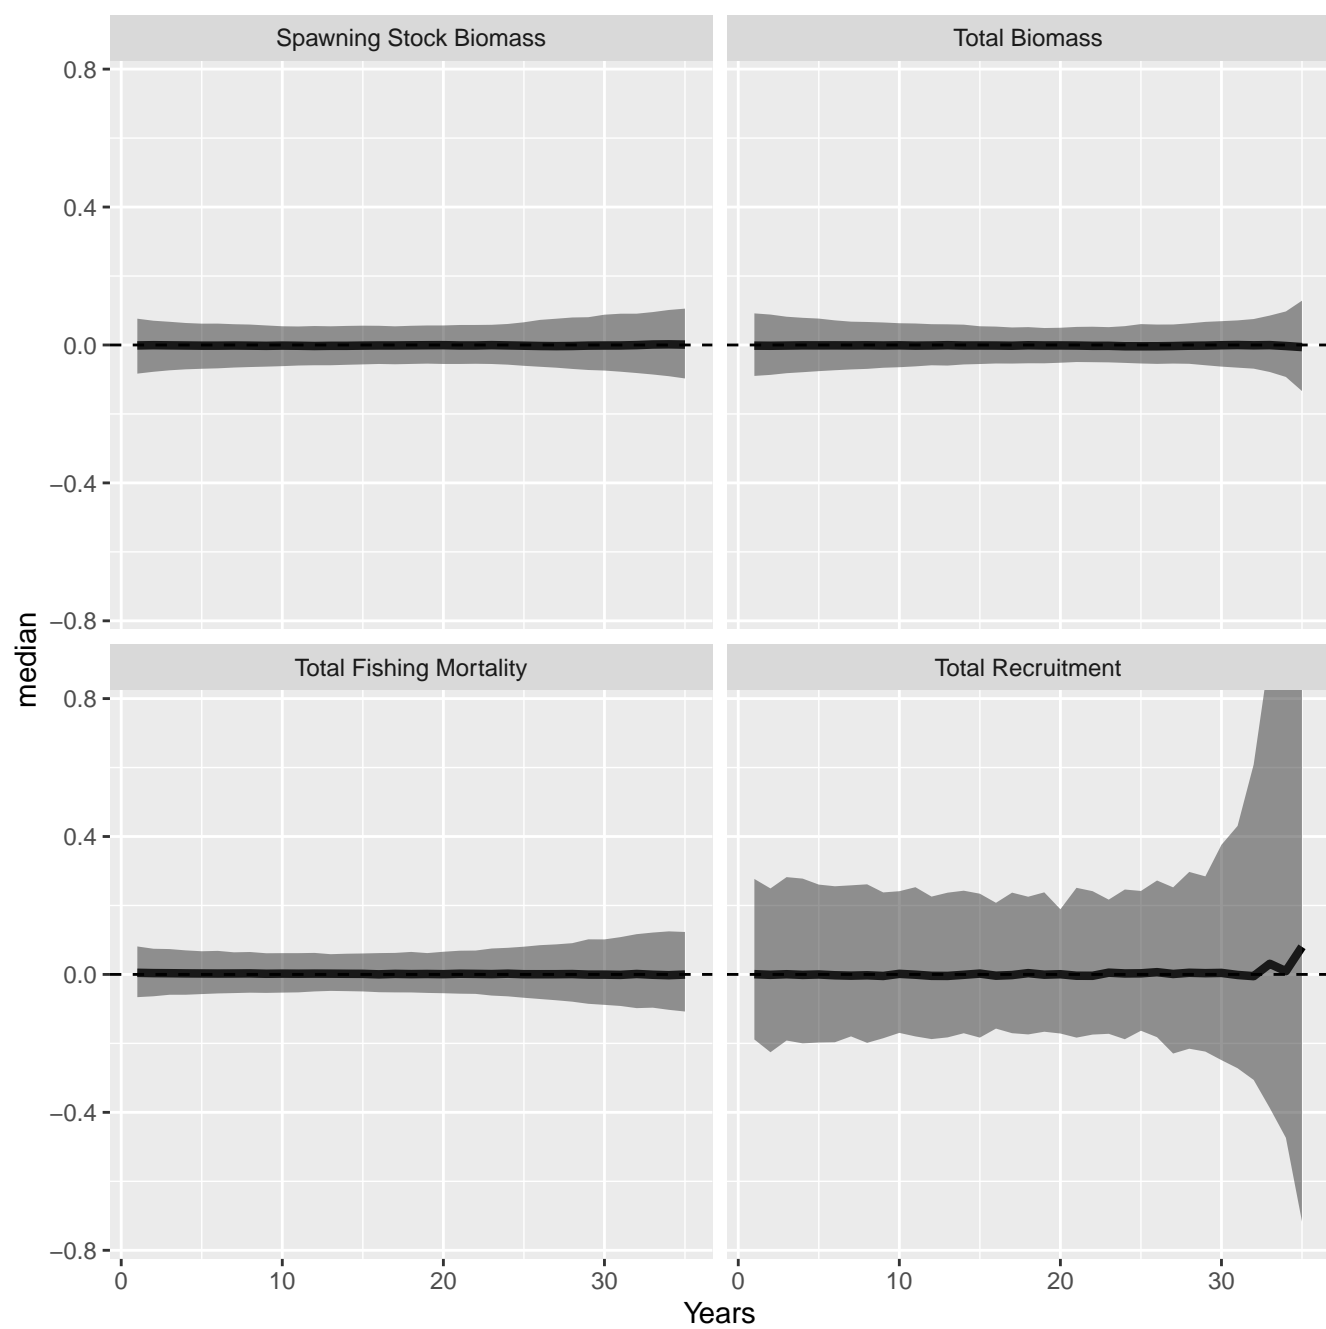 Spawning Stock Biomass
Total Biomass
0.8
0.4
0.0
−0.4
−0.8
median
Total Fishing Mortality
Total Recruitment
0.8
0.4
0.0
−0.4
−0.8
0 10 20 30
0 10 20 30
Years